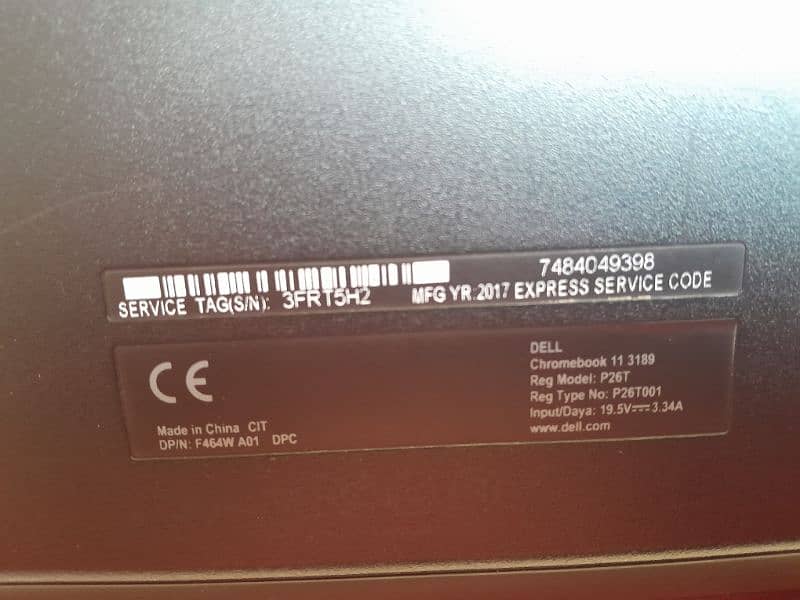 7484049398
SERVICE TAG(S/N): 3FRT5H2 MFG YR:2017 EXPRESS SERVICE CODE
CE
DELL
Chromebook 11 3189
Reg Model: P26T
Reg Type No: P26T001
Input/Daya: 19.5V⎓3.34A
www.dell.com
Made in China CIT
DP/N: F464W A01 DPC